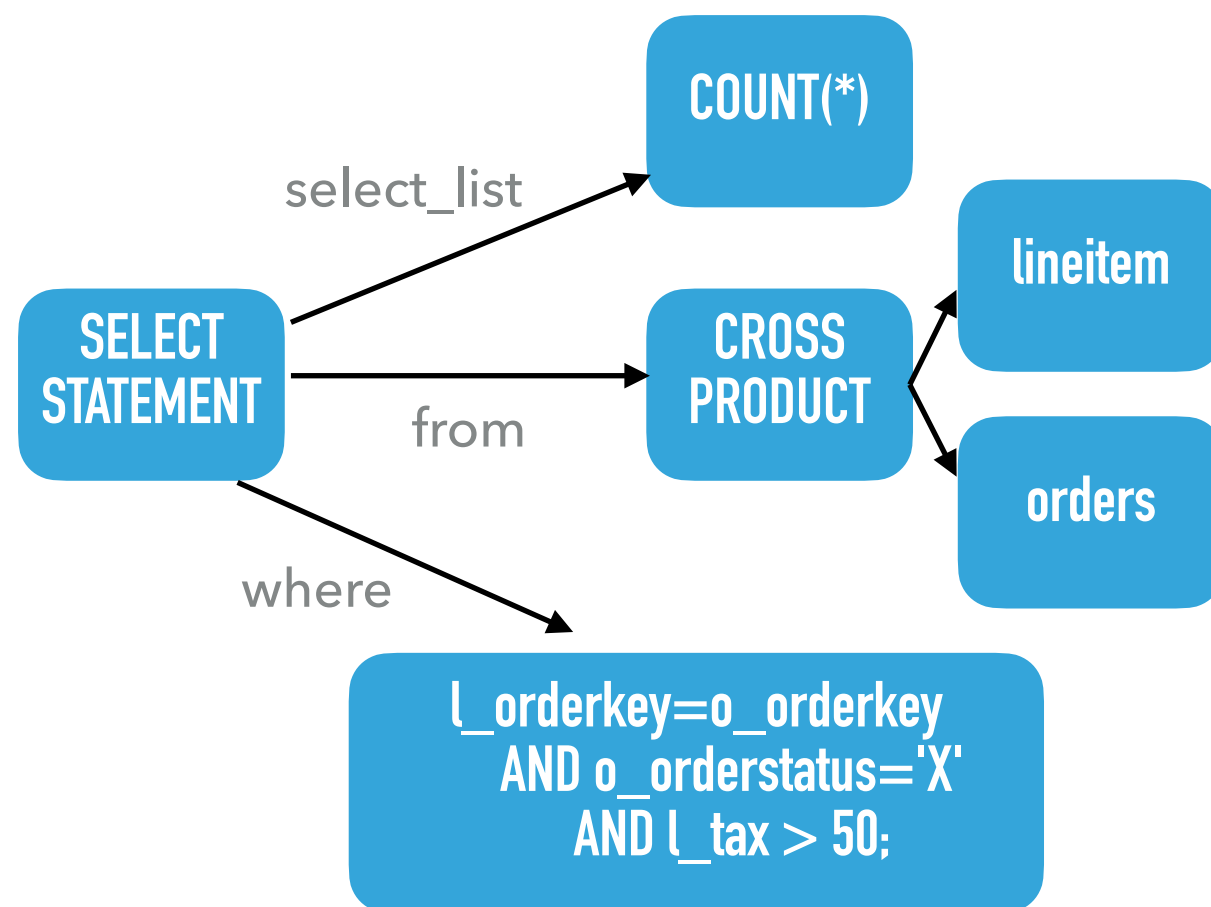 COUNT(*)
select_list
lineitem
SELECT
STATEMENT
CROSS
PRODUCT
from
orders
where
l_orderkey=o_orderkey
AND o_orderstatus='X'
AND l_tax > 50;